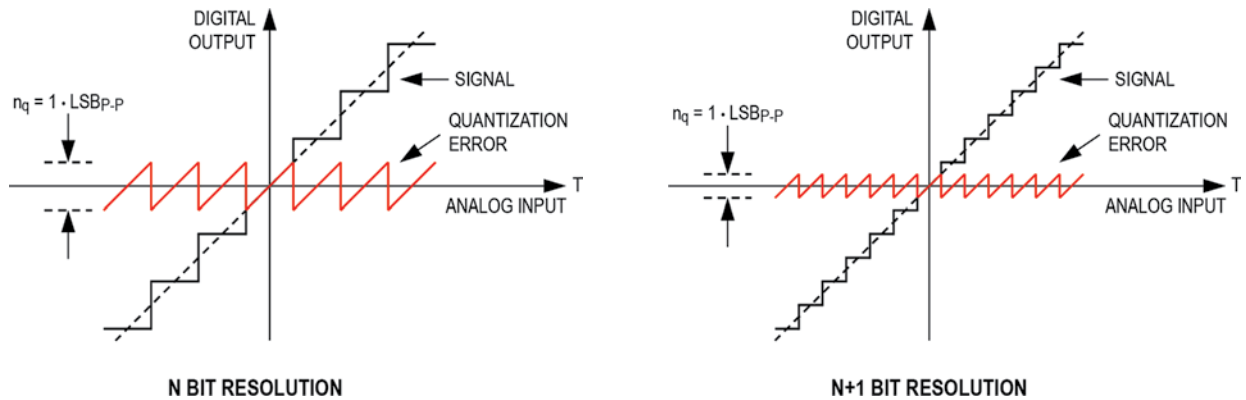 DIGITAL
OUTPUT
SIGNAL
nq = 1 · LSBP-P
QUANTIZATION
ERROR
T
ANALOG INPUT
N BIT RESOLUTION
DIGITAL
OUTPUT
SIGNAL
nq = 1 · LSBP-P
QUANTIZATION
ERROR
T
ANALOG INPUT
N+1 BIT RESOLUTION